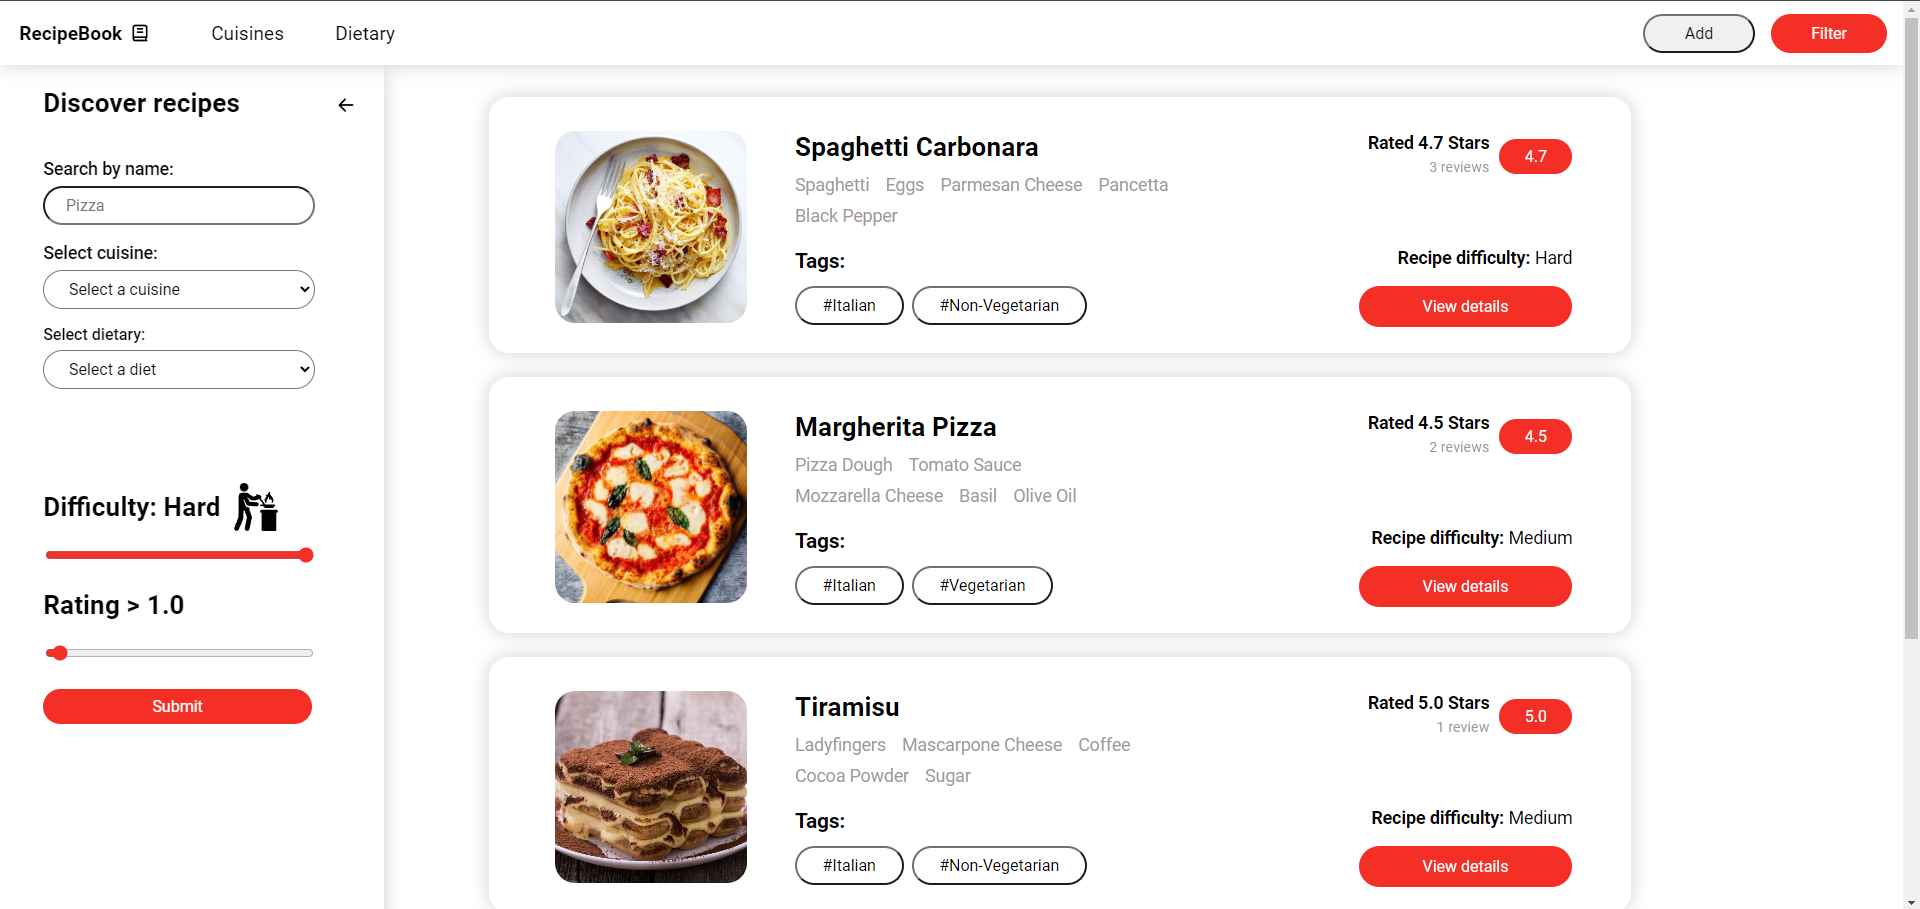 RecipeBook Cuisines Dietary Add Filter
Discover recipes
Search by name:
Pizza
Select cuisine:
Select a cuisine
Select dietary:
Select a diet
Difficulty: Hard
Rating > 1.0
Submit
Spaghetti Carbonara
Spaghetti Eggs Parmesan Cheese Pancetta
Black Pepper
Tags:
#Italian #Non-Vegetarian
Rated 4.7 Stars
3 reviews
4.7
Recipe difficulty: Hard
View details
Margherita Pizza
Pizza Dough Tomato Sauce
Mozzarella Cheese Basil Olive Oil
Tags:
#Italian #Vegetarian
Rated 4.5 Stars
2 reviews
4.5
Recipe difficulty: Medium
View details
Tiramisu
Ladyfingers Mascarpone Cheese Coffee
Cocoa Powder Sugar
Tags:
#Italian #Non-Vegetarian
Rated 5.0 Stars
1 review
5.0
Recipe difficulty: Medium
View details